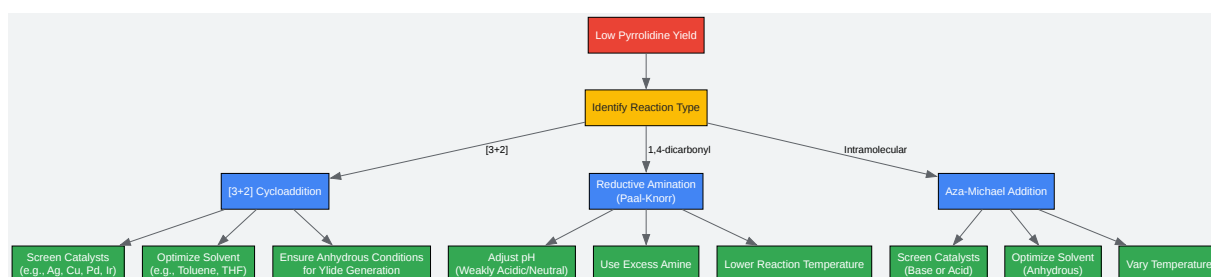 Low Pyrrolidine Yield
Identify Reaction Type
[3+2]
1,4-dicarbonyl
Intramolecular
[3+2] Cycloaddition
Reductive Amination
(Paal-Knorr)
Aza-Michael Addition
Screen Catalysts
(e.g., Ag, Cu, Pd, Ir)
Optimize Solvent
(e.g., Toluene, THF)
Ensure Anhydrous Conditions
for Ylide Generation
Adjust pH
(Weakly Acidic/Neutral)
Use Excess Amine
Lower Reaction Temperature
Screen Catalysts
(Base or Acid)
Optimize Solvent
(Anhydrous)
Vary Temperature